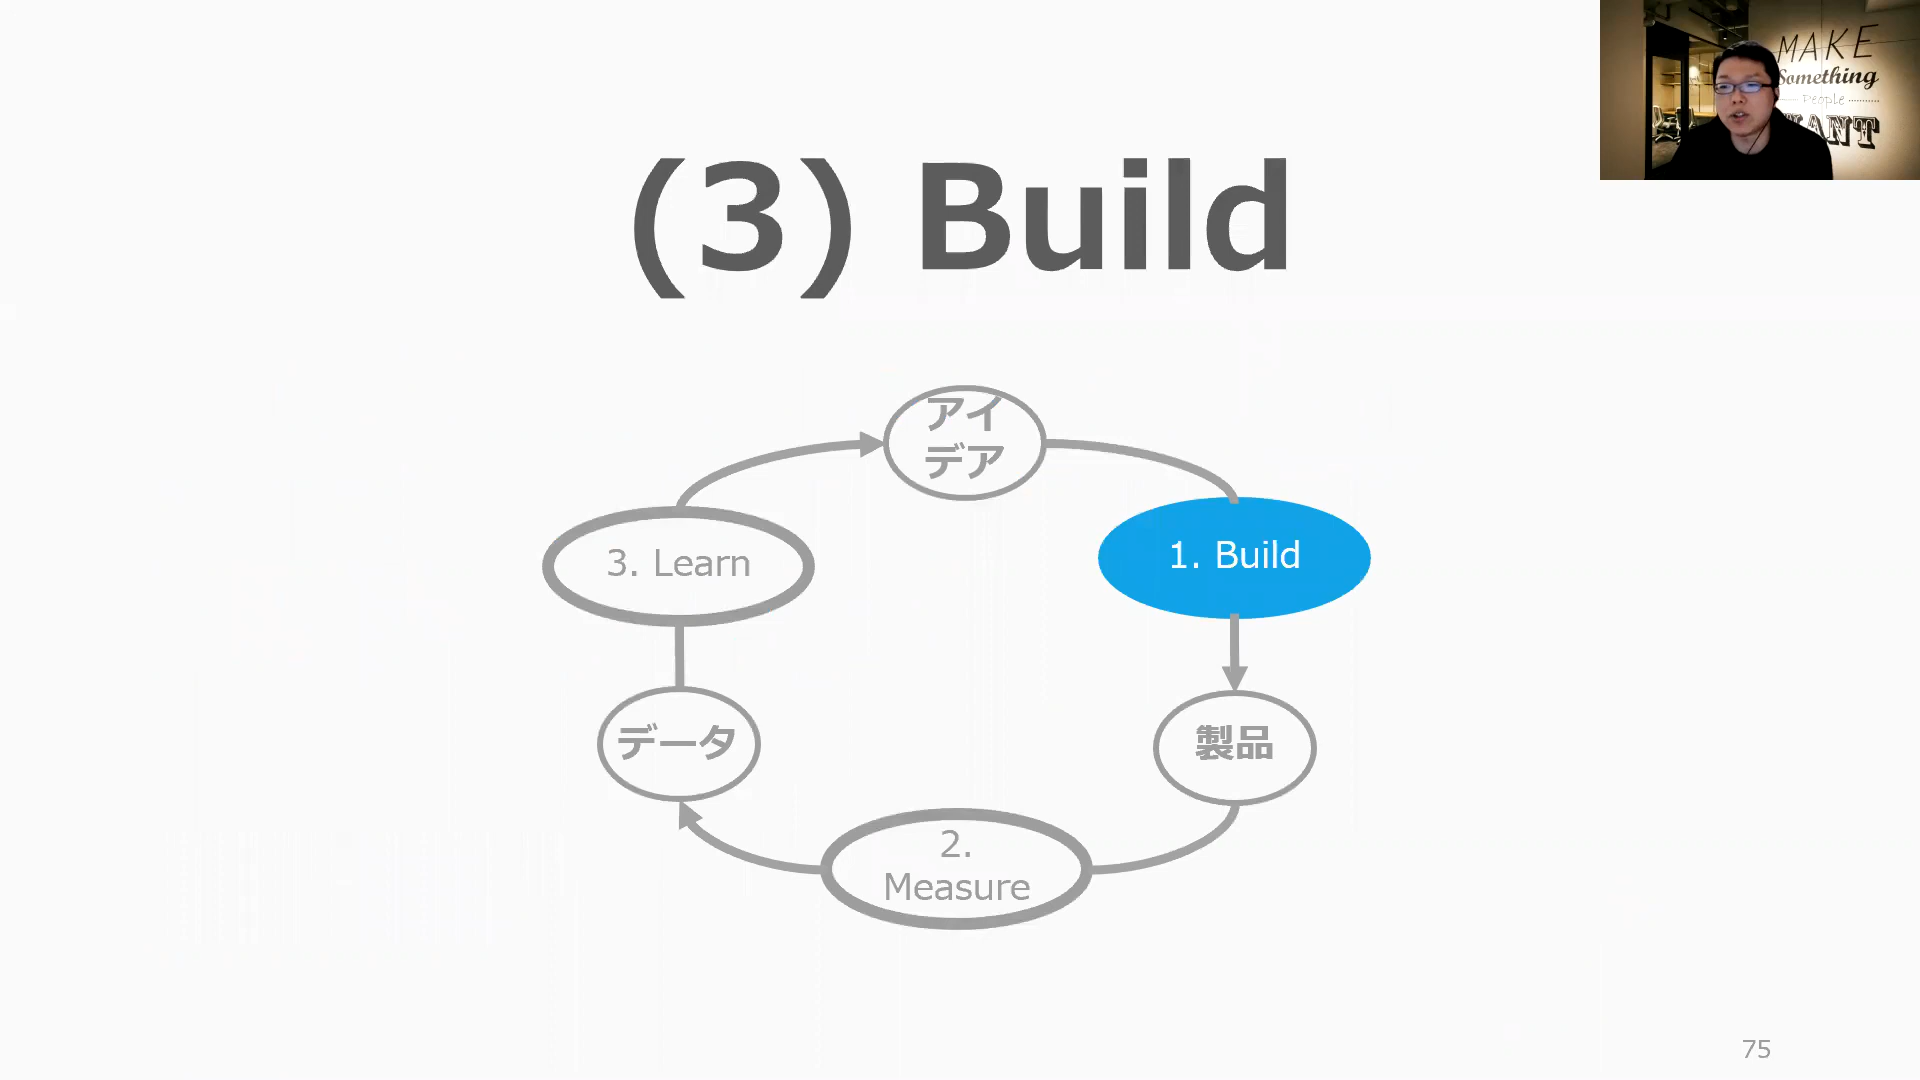 (3) Build
MAKE
Something
People
WANT
アイ
デア
1. Build
3. Learn
データ
製品
2.
Measure
75